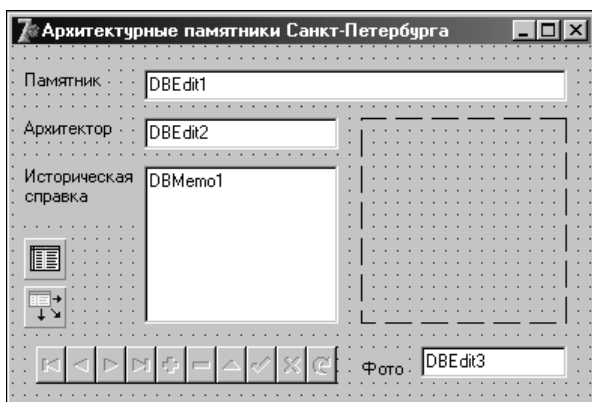 Архитектурные памятники Санкт-Петербурга
Памятник
DBEdit1
Архитектор
DBEdit2
Историческая
справка
DBMemo1
Фото
DBEdit3